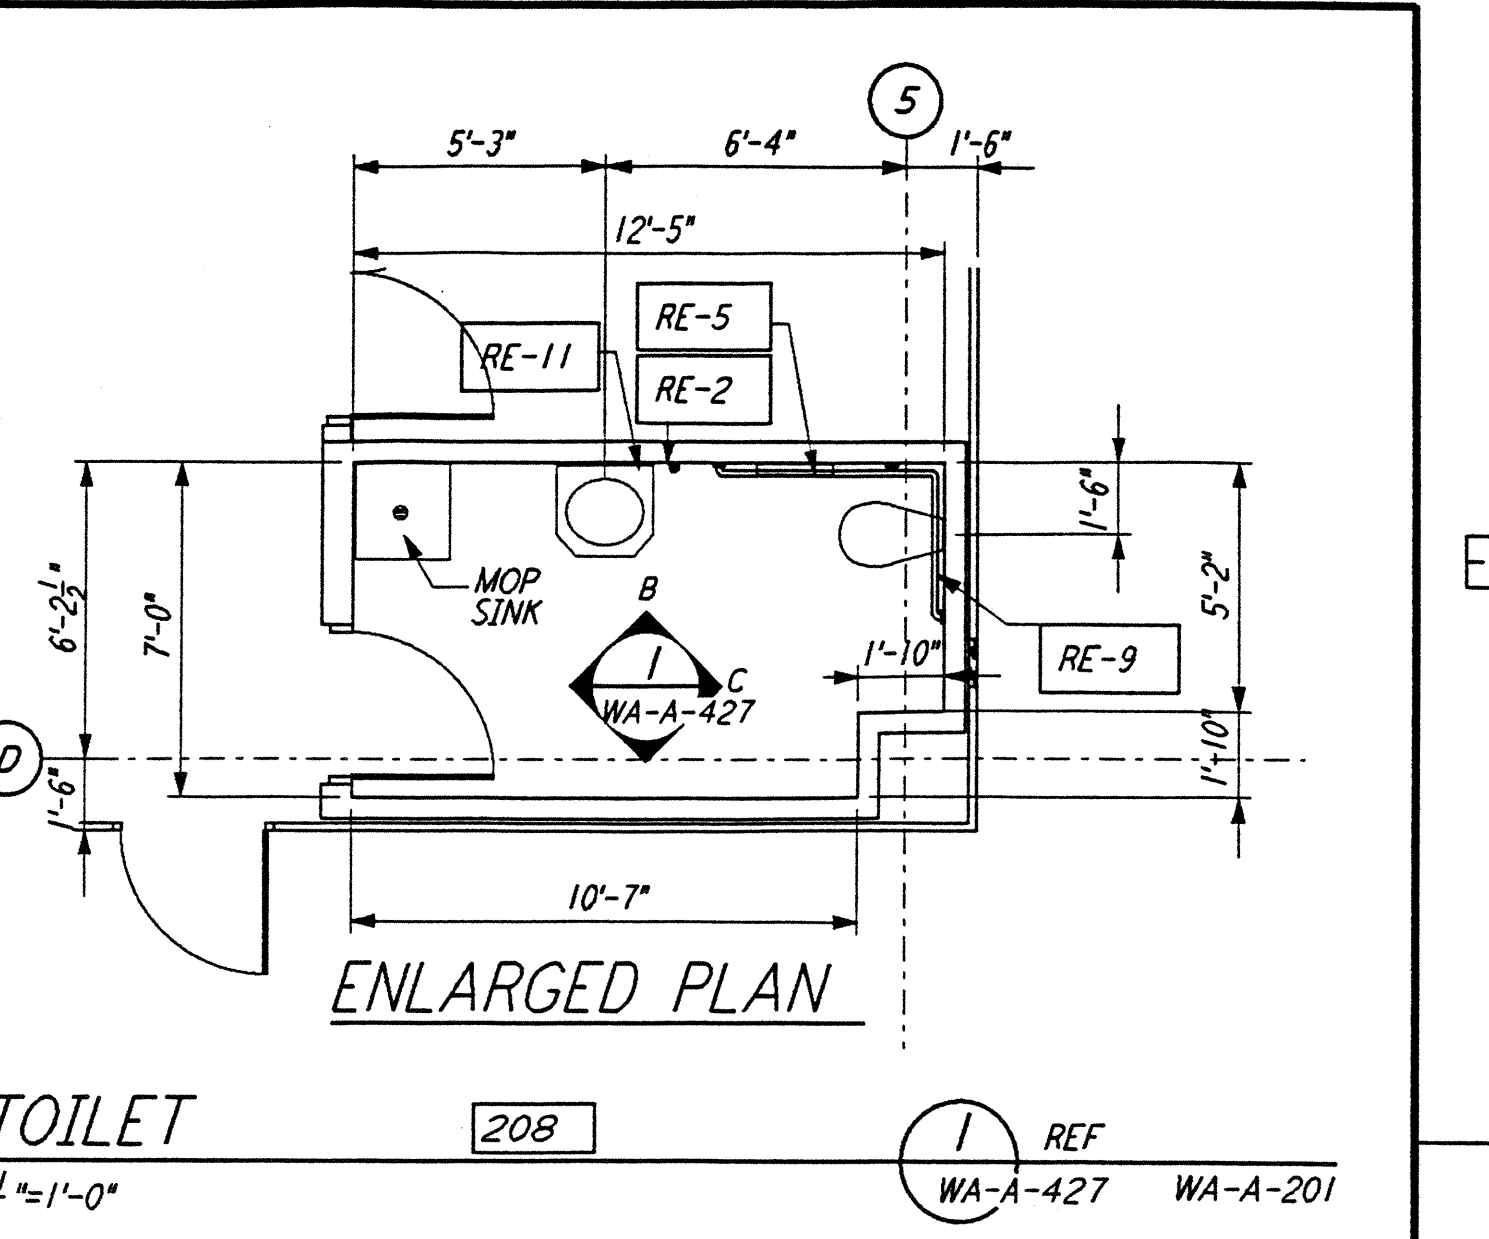 5
5'-3"
6'-4"
1'-6"
12'-5"
RE-5
RE-11
RE-2
1'-6"
MOP
SINK
B
6'-2 1/2"
7'-0"
5'-2"
1
C
WA-A-427
1'-10"
RE-9
D
1'-6"
1'-10"
10'-7"
ENLARGED PLAN
TOILET
208
1
REF
"=1'-0"
WA-A-427
WA-A-201